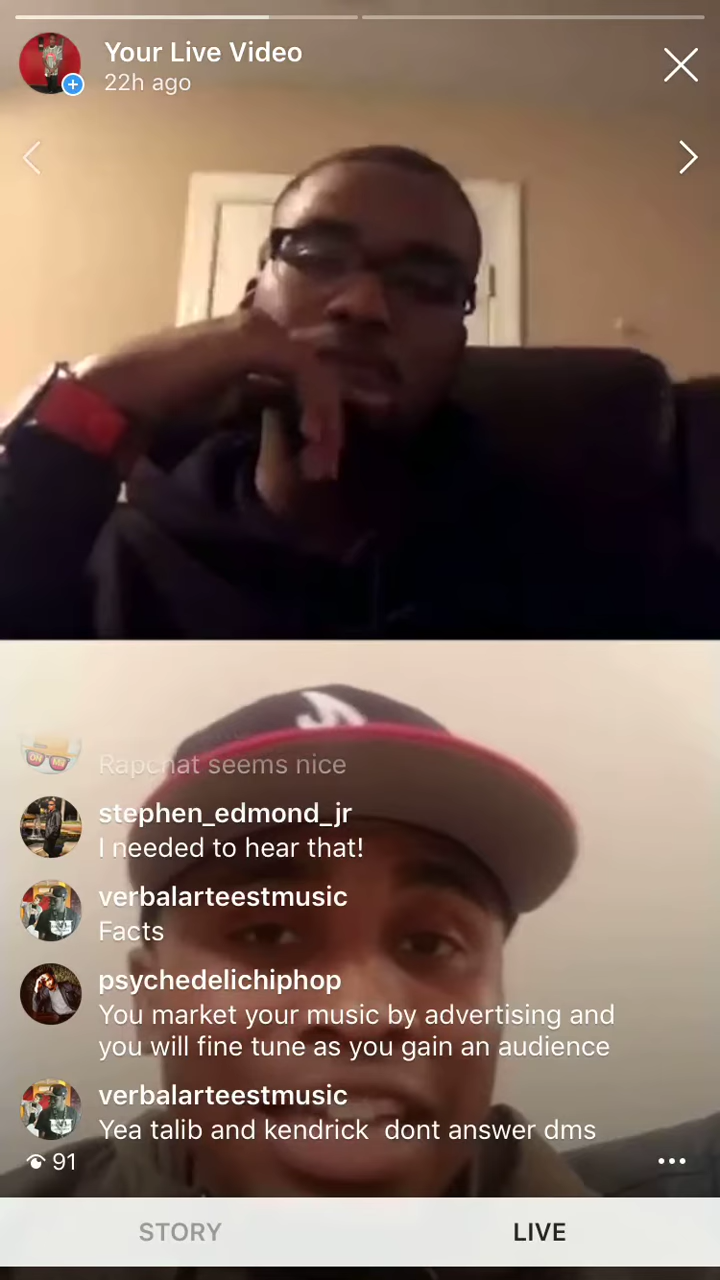 Your Live Video
22h ago
Rapchat seems nice
stephen_edmond_jr
I needed to hear that!
verbalarteestmusic
Facts
psychedelichiphop
You market your music by advertising and
you will fine tune as you gain an audience
verbalarteestmusic
Yea talib and kendrick dont answer dms
91
STORY
LIVE